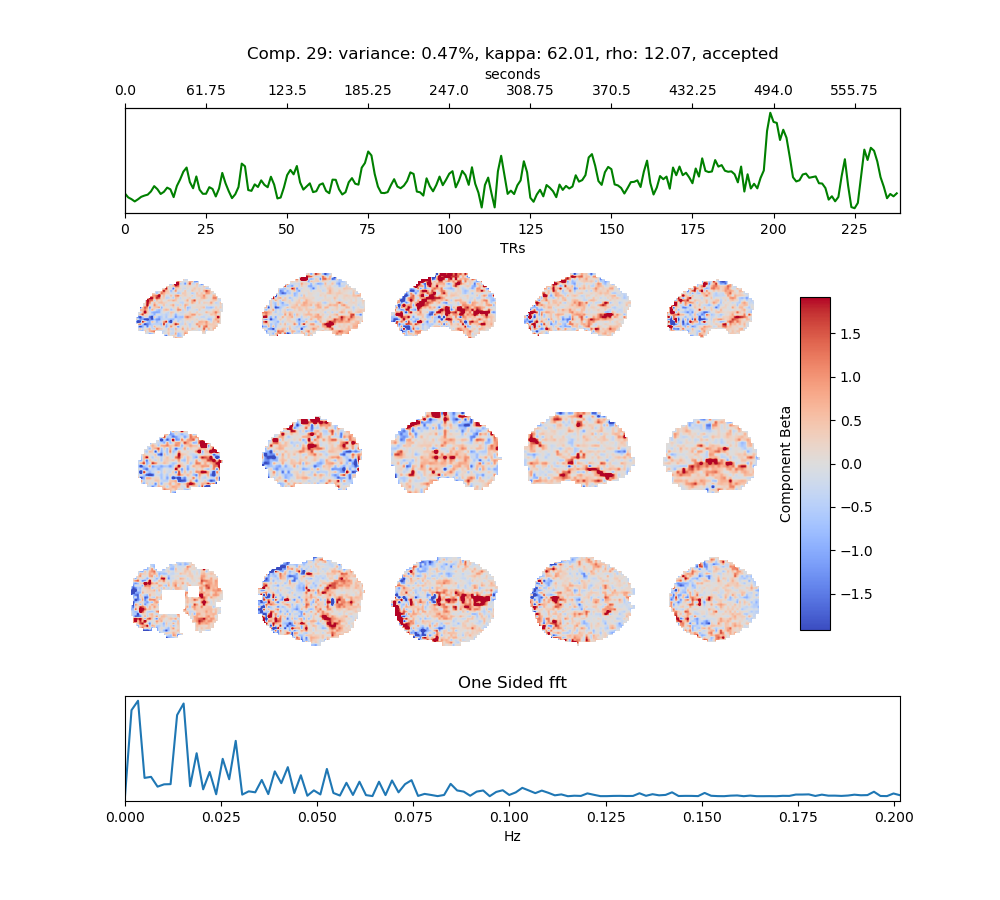 Comp. 29: variance: 0.47%, kappa: 62.01, rho: 12.07, accepted
seconds
0.0 61.75 123.5 185.25 247.0 308.75 370.5 432.25 494.0 555.75
0 25 50 75 100 125 150 175 200 225
TRs
1.5
1.0
0.5
0.0
−0.5
−1.0
−1.5
Component Beta
One Sided fft
0.000 0.025 0.050 0.075 0.100 0.125 0.150 0.175 0.200
Hz